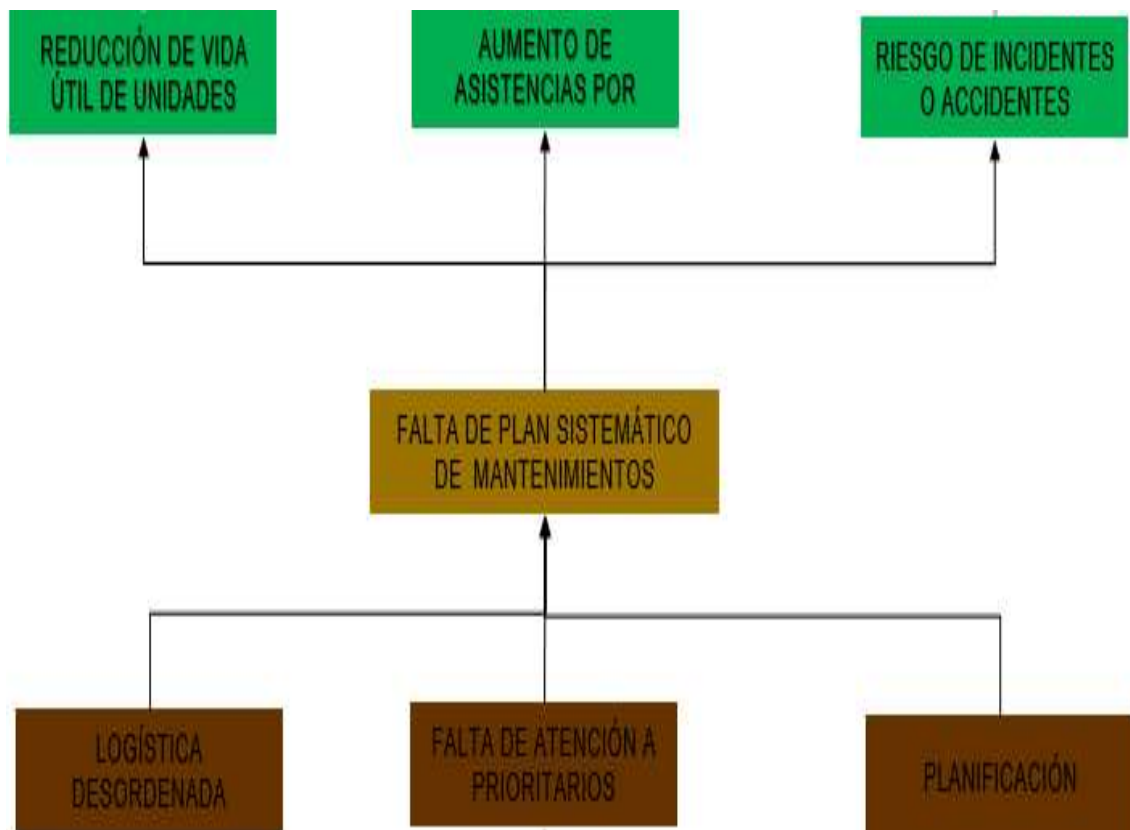 REDUCCIÓN DE VIDA
ÚTIL DE UNIDADES
AUMENTO DE
ASISTENCIAS POR
RIESGO DE INCIDENTES
O ACCIDENTES
FALTA DE PLAN SISTEMÁTICO
DE MANTENIMIENTOS
LOGÍSTICA
DESORDENADA
FALTA DE ATENCIÓN A
PRIORITARIOS
PLANIFICACIÓN